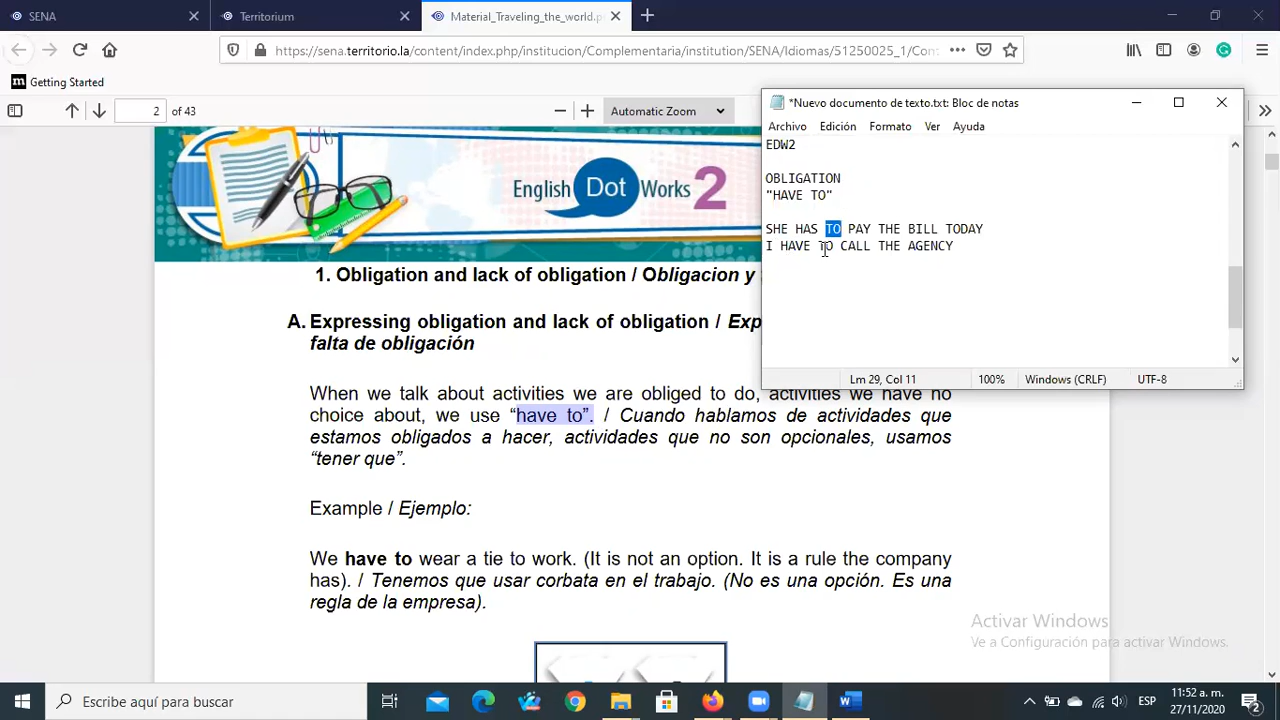 SENA
Territorium
Material_Traveling_the_world.p
https://sena.territorio.la/content/index.php/institucion/Complementaria/institution/SENA/Idiomas/51250025_1/Con
Getting Started
2 of 43
Automatic Zoom
English Dot Works 2
1. Obligation and lack of obligation / Obligacion y
A. Expressing obligation and lack of obligation / Exp
falta de obligación
When we talk about activities we are obliged to do, activities we have no
choice about, we use “have to”. / Cuando hablamos de actividades que
estamos obligados a hacer, actividades que no son opcionales, usamos
“tener que”.
Example / Ejemplo:
We have to wear a tie to work. (It is not an option. It is a rule the company
has). / Tenemos que usar corbata en el trabajo. (No es una opción. Es una
regla de la empresa).
*Nuevo documento de texto.txt: Bloc de notas
Archivo Edición Formato Ver Ayuda
EDW2
OBLIGATION
"HAVE TO"
SHE HAS TO PAY THE BILL TODAY
I HAVE TO CALL THE AGENCY
Lm 29, Col 11 100% Windows (CRLF) UTF-8
Activar Windows
Ve a Configuración para activar Windows.
Escribe aquí para buscar
ESP
11:52 a. m.
27/11/2020
2